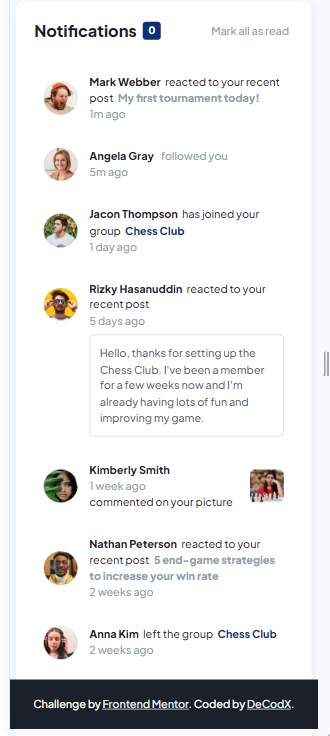 Notifications 0 Mark all as read
Mark Webber reacted to your recent
post My first tournament today!
1m ago
Angela Gray followed you
5m ago
Jacon Thompson has joined your
group Chess Club
1 day ago
Rizky Hasanuddin reacted to your
recent post
5 days ago
Hello, thanks for setting up the
Chess Club. I've been a member
for a few weeks now and I'm
already having lots of fun and
improving my game.
Kimberly Smith
1 week ago
commented on your picture
Nathan Peterson reacted to your
recent post 5 end-game strategies
to increase your win rate
2 weeks ago
Anna Kim left the group Chess Club
2 weeks ago
Challenge by Frontend Mentor. Coded by DeCodX.